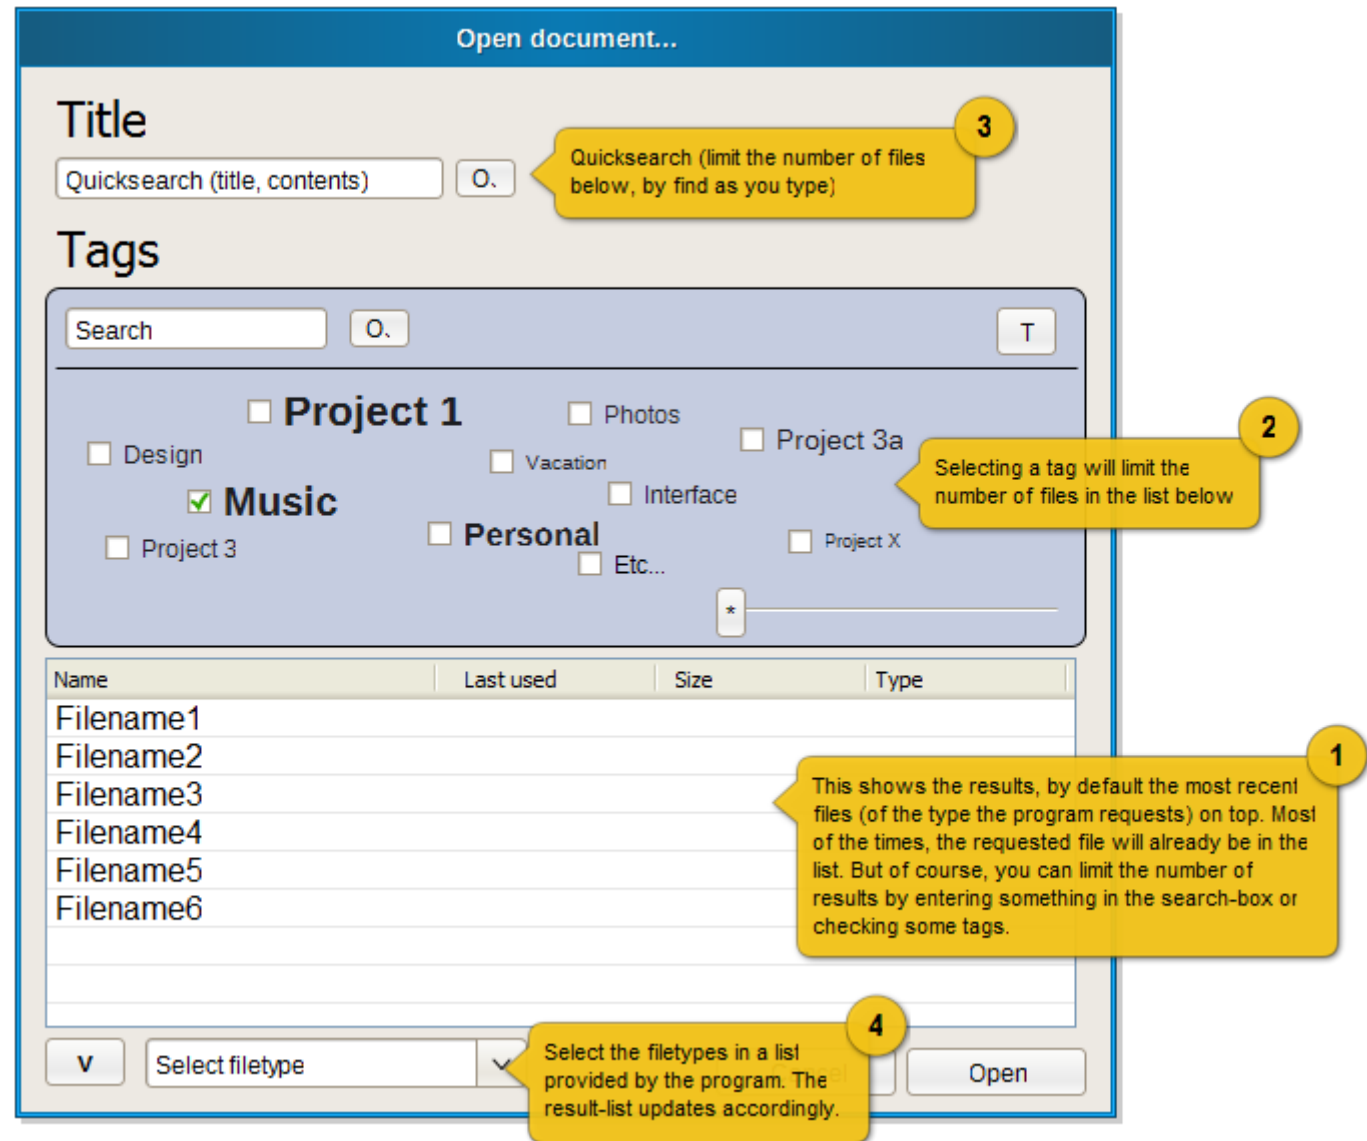 Open document...
Title
3
Quicksearch (title, contents)
O.
Quicksearch (limit the number of files
below, by find as you type)
Tags
Search
O.
T
Project 1
Photos
Project 3a
Design
Vacation
2
Selecting a tag will limit the
number of files in the list below
Music
Interface
Personal
Project 3
Project X
Etc...
*
Name Last used Size Type
Filename1
Filename2
Filename3
Filename4
Filename5
Filename6
1
This shows the results, by default the most recent
files (of the type the program requests) on top. Most
of the times, the requested file will already be in the
list. But of course, you can limit the number of
results by entering something in the search-box or
checking some tags.
4
V
Select filetype
Select the filetypes in a list
provided by the program. The
result-list updates accordingly.
Cancel
Open